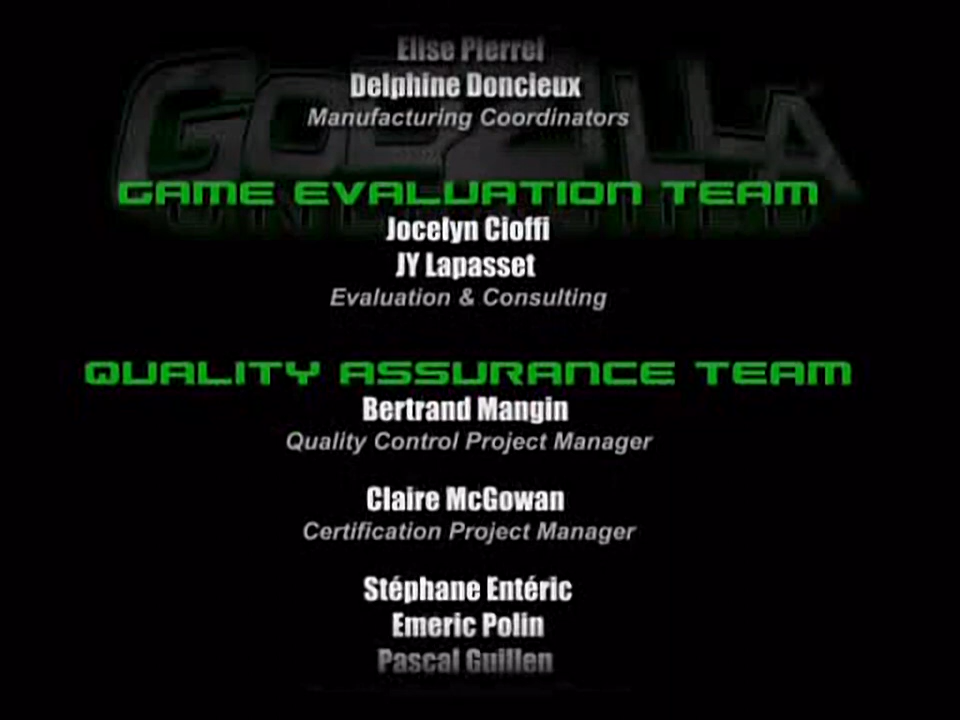 GODZILLA
Elise Pierrel
Delphine Doncieux
Manufacturing Coordinators
GAME EVALUATION TEAM
Jocelyn Cioffi
JY Lapasset
Evaluation & Consulting
QUALITY ASSURANCE TEAM
Bertrand Mangin
Quality Control Project Manager
Claire McGowan
Certification Project Manager
Stéphane Entéric
Emeric Polin
Pascal Guillen